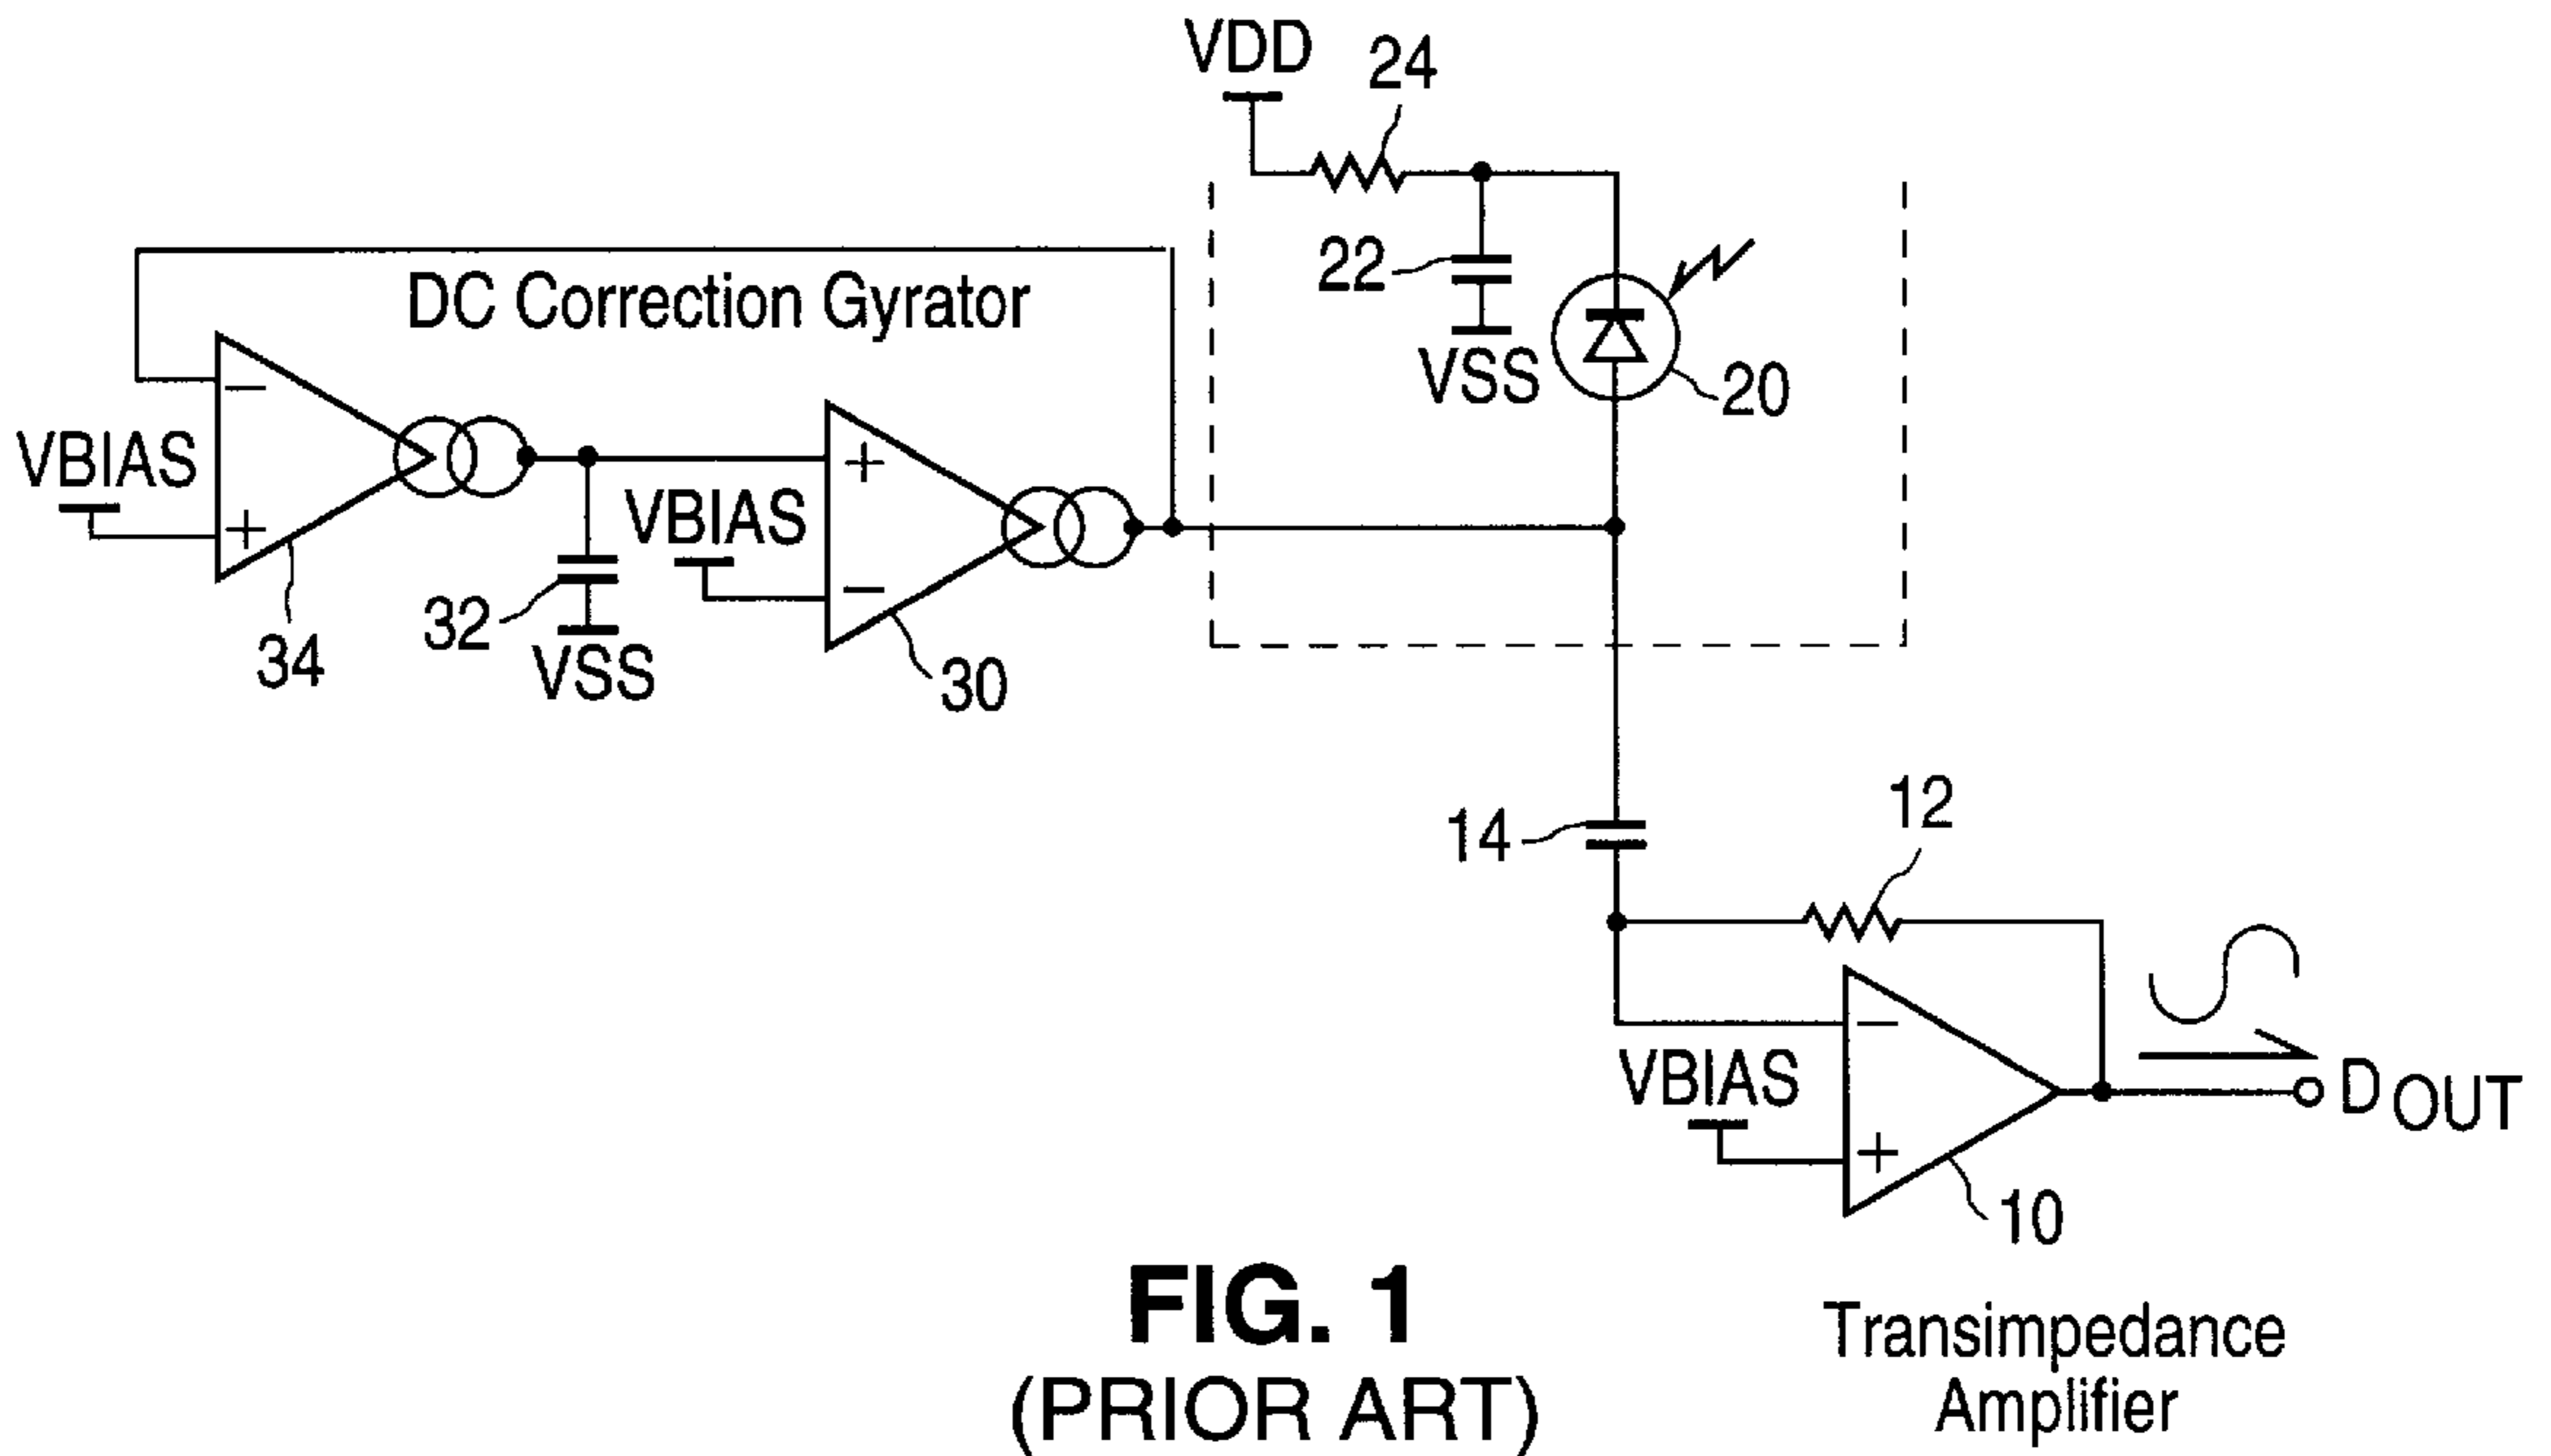 VDD
24
DC Correction Gyrator
22
VSS
20
VBIAS
VBIAS
32
VSS
34
30
12
14
VBIAS
D OUT
10
FIG. 1
(PRIOR ART)
Transimpedance
Amplifier